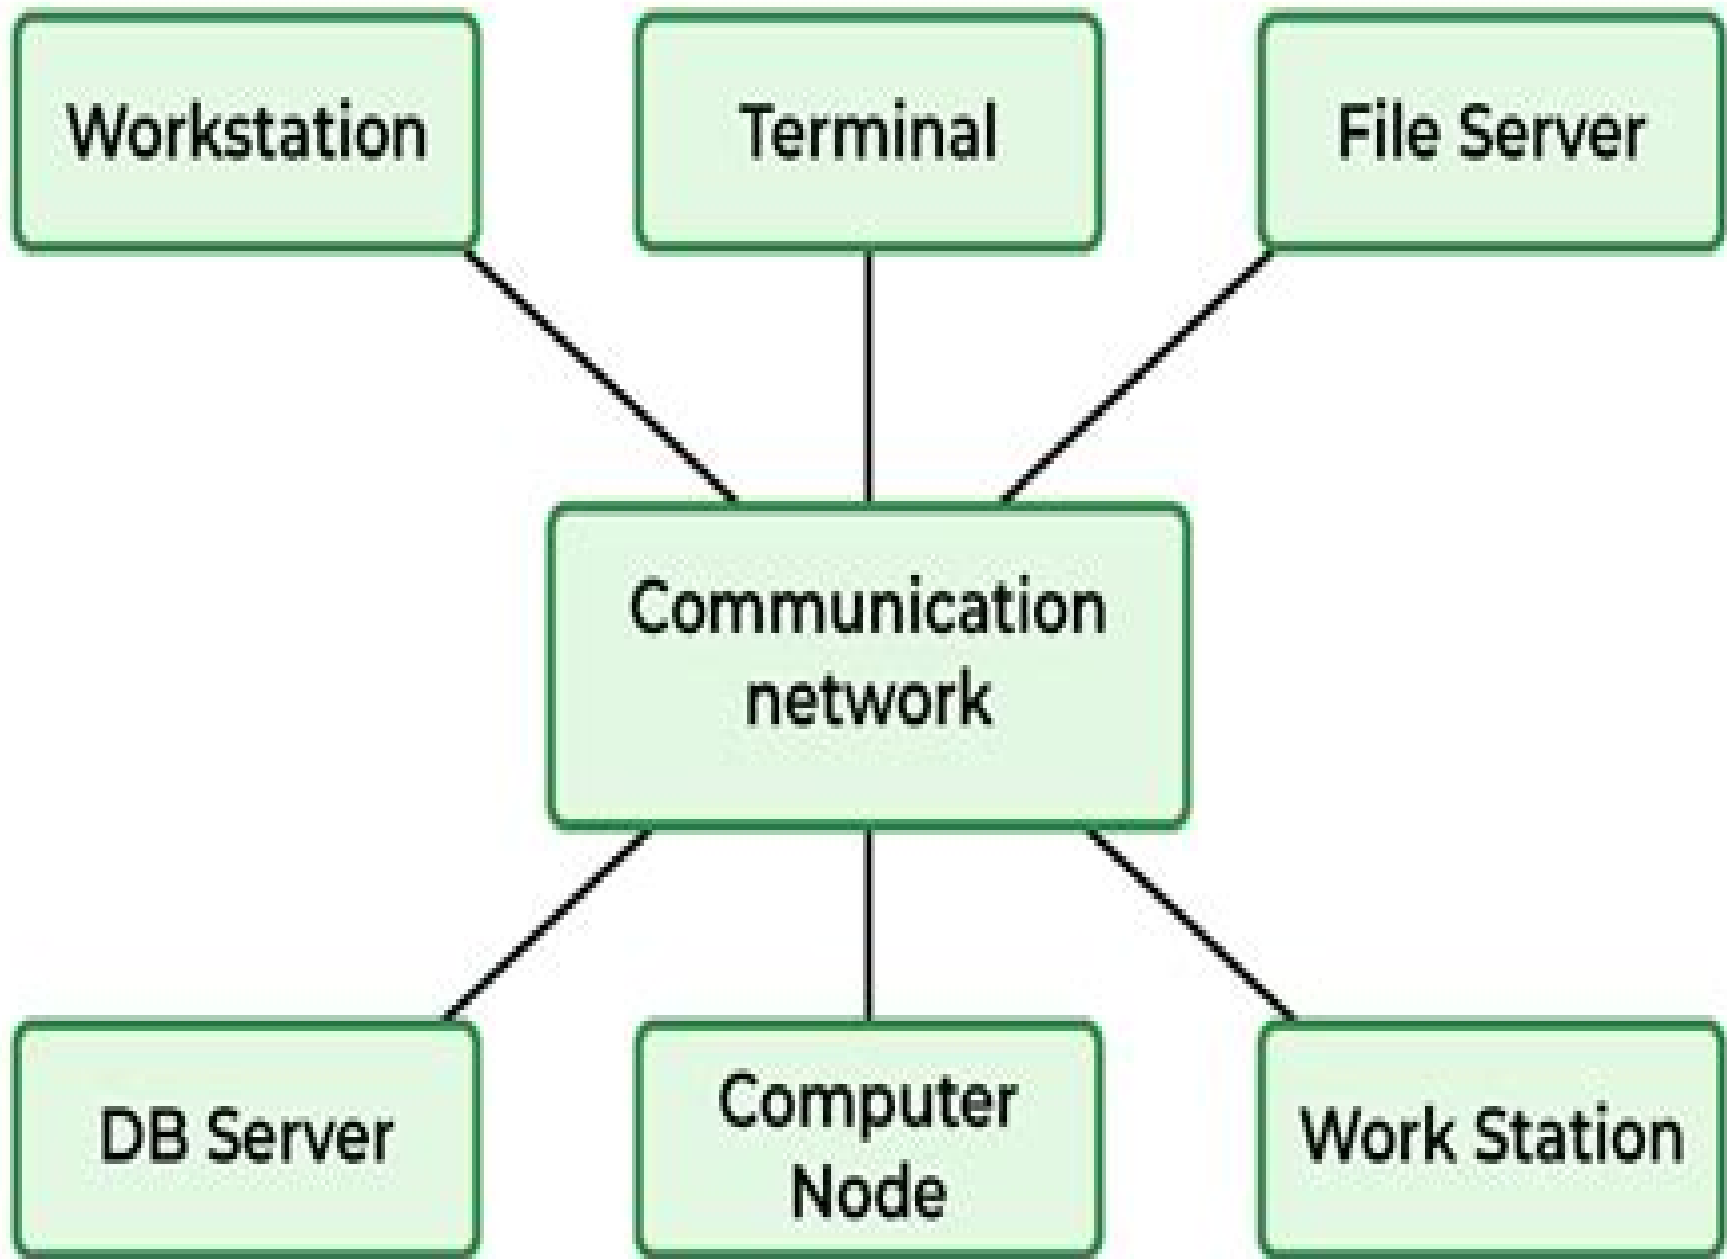 Workstation
Terminal
File Server
Communication
network
DB Server
Computer
Node
Work Station